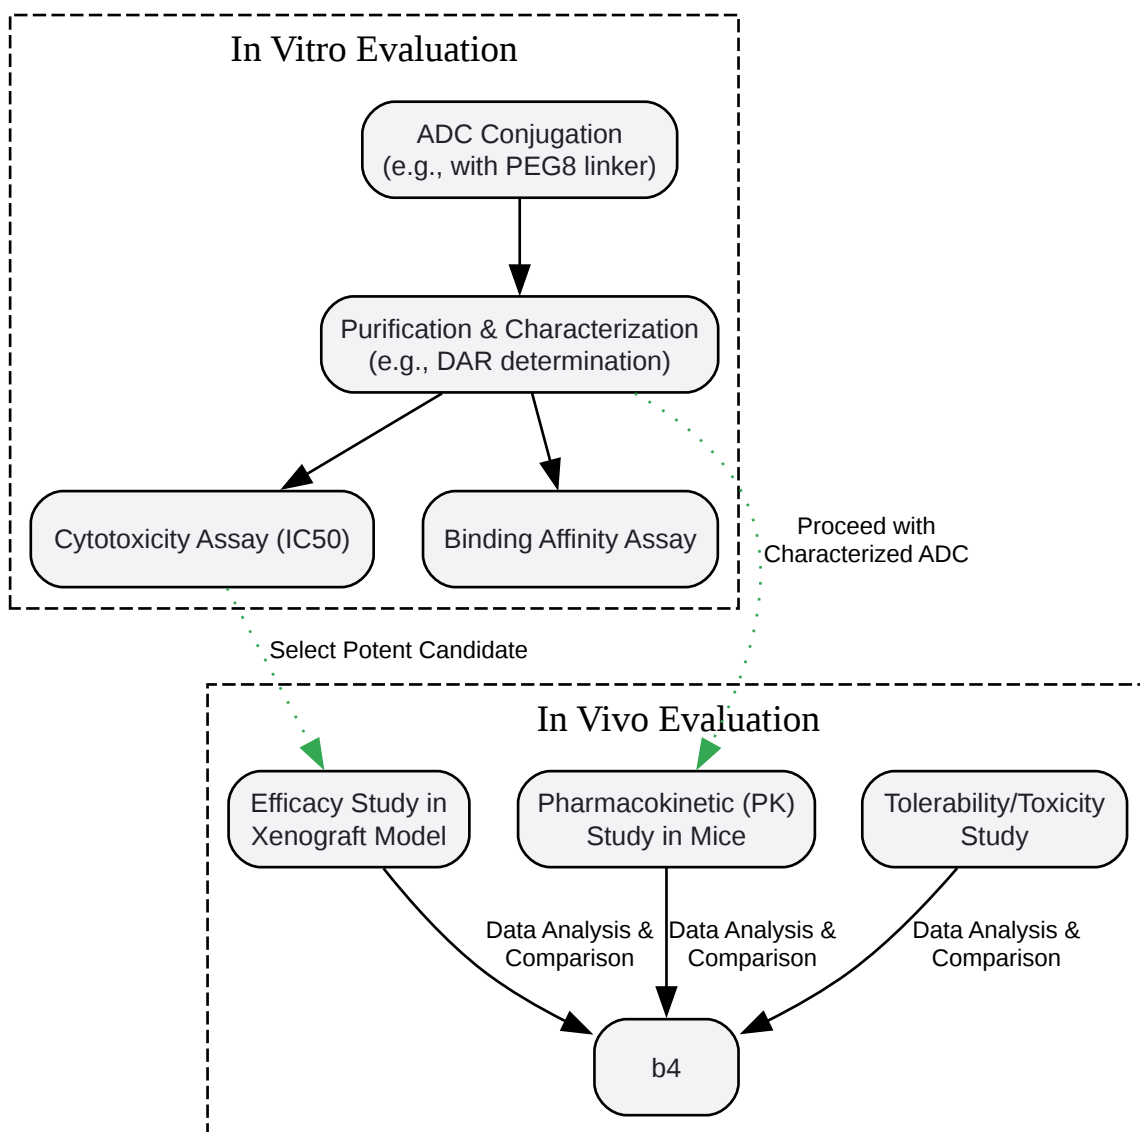 In Vitro Evaluation
ADC Conjugation
(e.g., with PEG8 linker)
Purification & Characterization
(e.g., DAR determination)
Cytotoxicity Assay (IC50)
Binding Affinity Assay
Proceed with
Characterized ADC
Select Potent Candidate
In Vivo Evaluation
Efficacy Study in
Xenograft Model
Pharmacokinetic (PK)
Study in Mice
Tolerability/Toxicity
Study
Data Analysis &
Comparison
Data Analysis &
Comparison
Data Analysis &
Comparison
b4